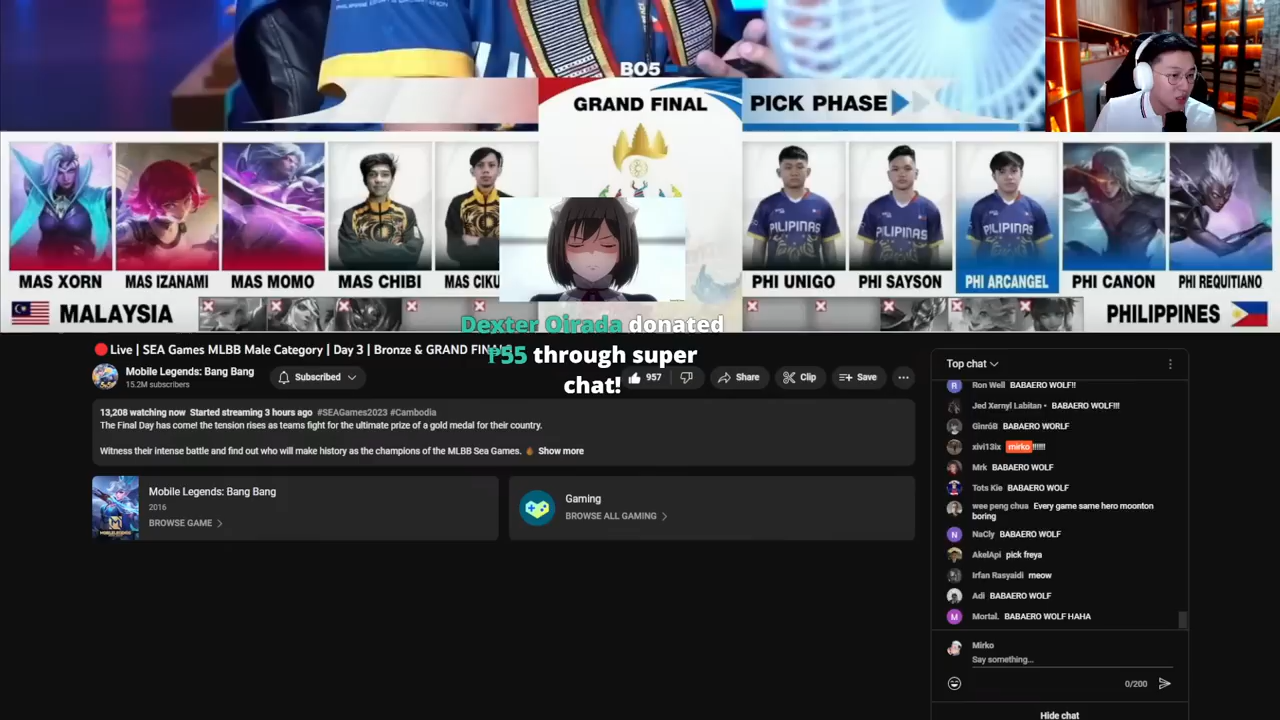 BO5
GRAND FINAL
PICK PHASE
PILIPINAS
PILIPINAS
PILIPINAS
MAS XORN
MAS IZANAMI
MAS MOMO
MAS CHIBI
MAS CIKU
PHI UNIGO
PHI SAYSON
PHI ARCANGEL
PHI CANON
PHI REQUITIANO
MALAYSIA
PHILIPPINES
Dexter Oirada donated
₱55 through super
chat!
Live | SEA Games MLBB Male Category | Day 3 | Bronze & GRAND FINALS
Mobile Legends: Bang Bang
15.2M subscribers
Subscribed
957
Share
Clip
Save
13,208 watching now Started streaming 3 hours ago #SEAGames2023 #Cambodia
The Final Day has come! the tension rises as teams fight for the ultimate prize of a gold medal for their country.
Witness their intense battle and find out who will make history as the champions of the MLBB Sea Games. Show more
Mobile Legends: Bang Bang
2016
BROWSE GAME
Gaming
BROWSE ALL GAMING
Top chat
Ron Well BABAERO WOLF!!
Jed Xernyl Labitan • BABAERO WOLF!!!
GinróB BABAERO WORLF
xivi13ix mirko !!!!!!
Mrk BABAERO WOLF
Tots Kie BABAERO WOLF
wee peng chua Every game same hero moonton
boring
NaCly BABAERO WOLF
AkelApi pick freya
Irfan Rasyaidi meow
Adi BABAERO WOLF
Mortal. BABAERO WOLF HAHA
Mirko
Say something...
0/200
Hide chat